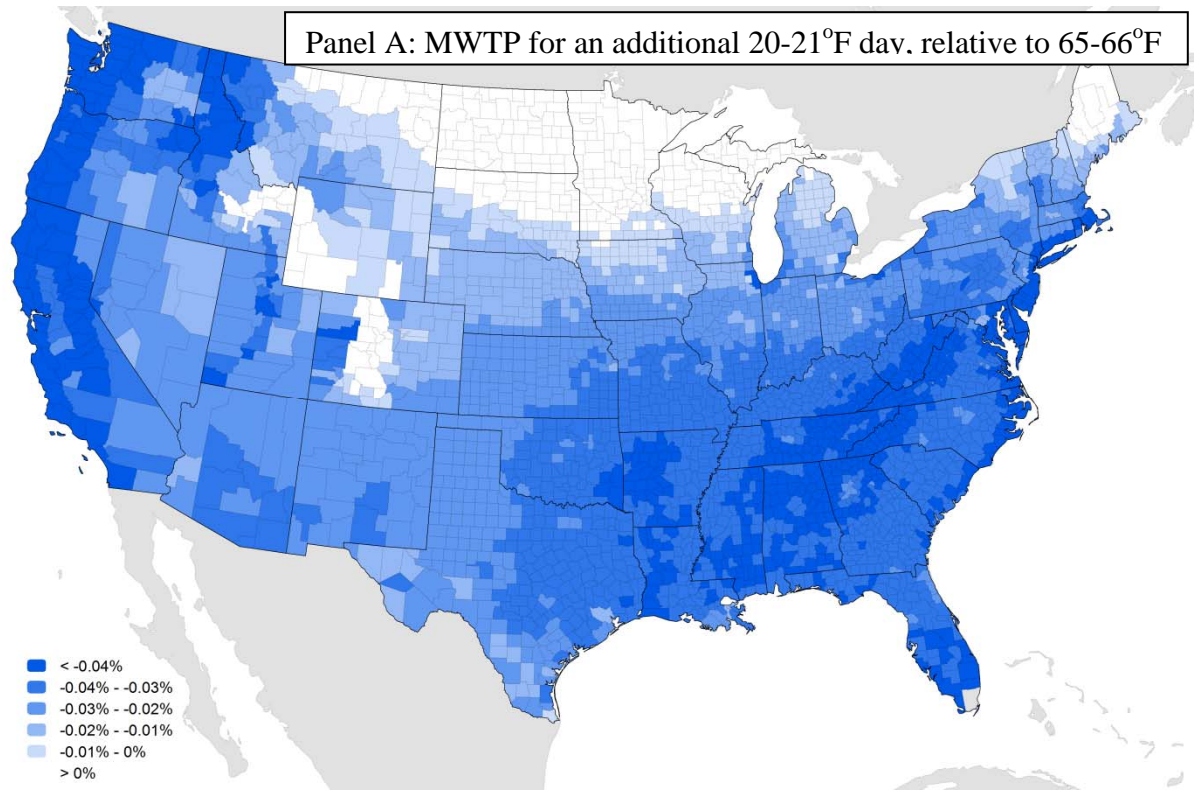 Panel A: MWTP for an additional 20-21°F day, relative to 65-66°F
< -0.04%
-0.04% - -0.03%
-0.03% - -0.02%
-0.02% - -0.01%
-0.01% - 0%
> 0%